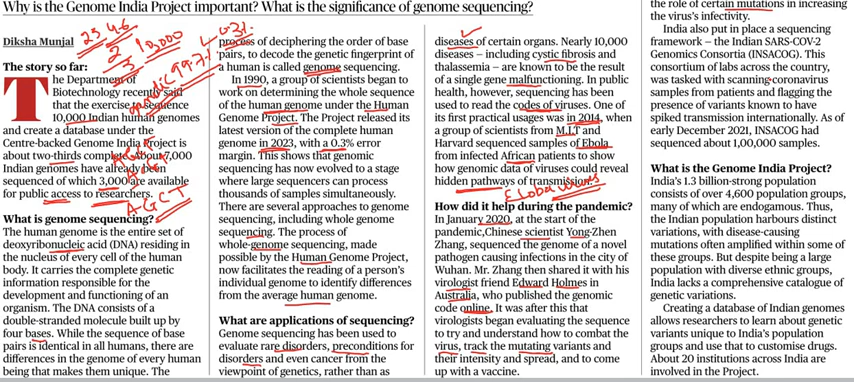 Why is the Genome India Project important? What is the significance of genome sequencing?
Diksha Munjal
The story so far:
The Department of
Biotechnology recently said
that the exercise to sequence
10,000 Indian human genomes
and create a database under the
Centre-backed Genome India Project is
about two-thirds complete. About 7,000
Indian genomes have already been
sequenced of which 3,000 are available
for public access to researchers.
AGCT
What is genome sequencing?
The human genome is the entire set of
deoxyribonucleic acid (DNA) residing in
the nucleus of every cell of the human
body. It carries the complete genetic
information responsible for the
development and functioning of an
organism. The DNA consists of a
double-stranded molecule built up by
four bases. While the sequence of base
pairs is identical in all humans, there are
differences in the genome of every human
being that makes them unique. The
process of deciphering the order of base
pairs, to decode the genetic fingerprint of
a human is called genome sequencing.
In 1990, a group of scientists began to
work on determining the whole sequence
of the human genome under the Human
Genome Project. The Project released its
latest version of the complete human
genome in 2023, with a 0.3% error
margin. This shows that genomic
sequencing has now evolved to a stage
where large sequencers can process
thousands of samples simultaneously.
There are several approaches to genome
sequencing, including whole genome
sequencing. The process of
whole-genome sequencing, made
possible by the Human Genome Project,
now facilitates the reading of a person's
individual genome to identify differences
from the average human genome.
What are applications of sequencing?
Genome sequencing has been used to
evaluate rare disorders, preconditions for
disorders and even cancer from the
viewpoint of genetics, rather than as
diseases of certain organs. Nearly 10,000
diseases – including cystic fibrosis and
thalassemia – are known to be the result
of a single gene malfunctioning. In public
health, however, sequencing has been
used to read the codes of viruses. One of
its first practical usages was in 2014, when
a group of scientists from M.I.T and
Harvard sequenced samples of Ebola
from infected African patients to show
how genomic data of viruses could reveal
hidden pathways of transmissions
How did it help during the pandemic?
In January 2020, at the start of the
pandemic, Chinese scientist Yong-Zhen
Zhang, sequenced the genome of a novel
pathogen causing infections in the city of
Wuhan. Mr. Zhang then shared it with his
virologist friend Edward Holmes in
Australia, who published the genomic
code online. It was after this that
virologists began evaluating the sequence
to try and understand how to combat the
virus, track the mutating variants and
their intensity and spread, and to come
up with a vaccine.
the role of certain mutations in increasing
the virus's infectivity.
India also put in place a sequencing
framework – the Indian SARS-COV-2
Genomics Consortia (INSACOG). This
consortium of labs across the country,
was tasked with scanning coronavirus
samples from patients and flagging the
presence of variants known to have
spiked transmission internationally. As of
early December 2021, INSACOG had
sequenced about 1,00,000 samples.
What is the Genome India Project?
India's 1.3 billion-strong population
consists of over 4,600 population groups,
many of which are endogamous. Thus,
the Indian population harbours distinct
variations, with disease-causing
mutations often amplified within some of
these groups. But despite being a large
population with diverse ethnic groups,
India lacks a comprehensive catalogue of
genetic variations.
Creating a database of Indian genomes
allows researchers to learn about genetic
variants unique to India's population
groups and use that to customise drugs.
About 20 institutions across India are
involved in the Project.